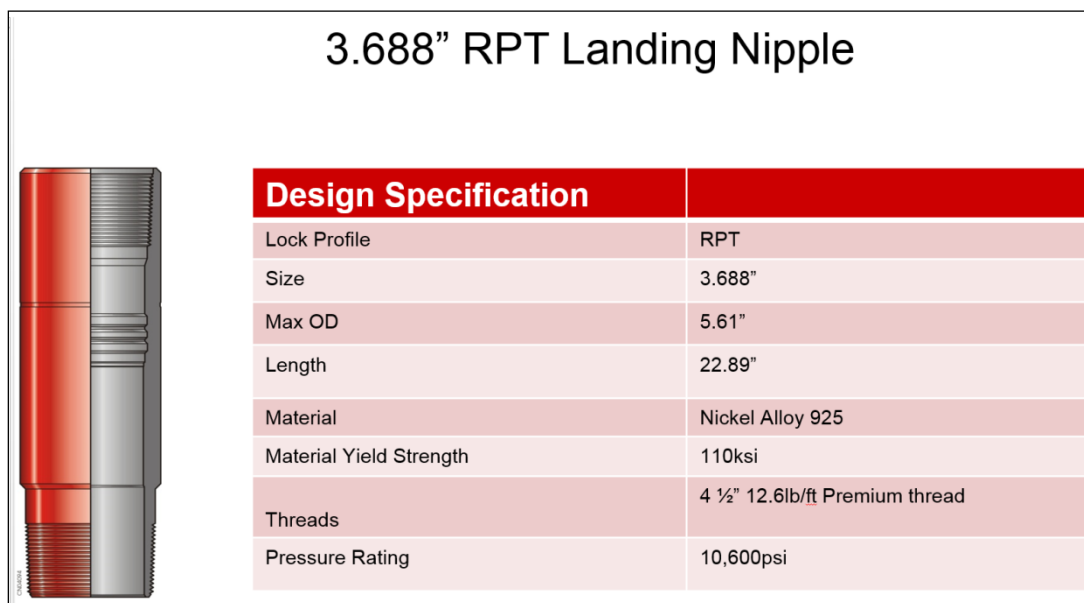 3.688” RPT Landing Nipple
Design Specification
Lock Profile RPT
Size 3.688”
Max OD 5.61”
Length 22.89”
Material Nickel Alloy 925
Material Yield Strength 110ksi
Threads 4 ½” 12.6lb/ft Premium thread
Pressure Rating 10,600psi